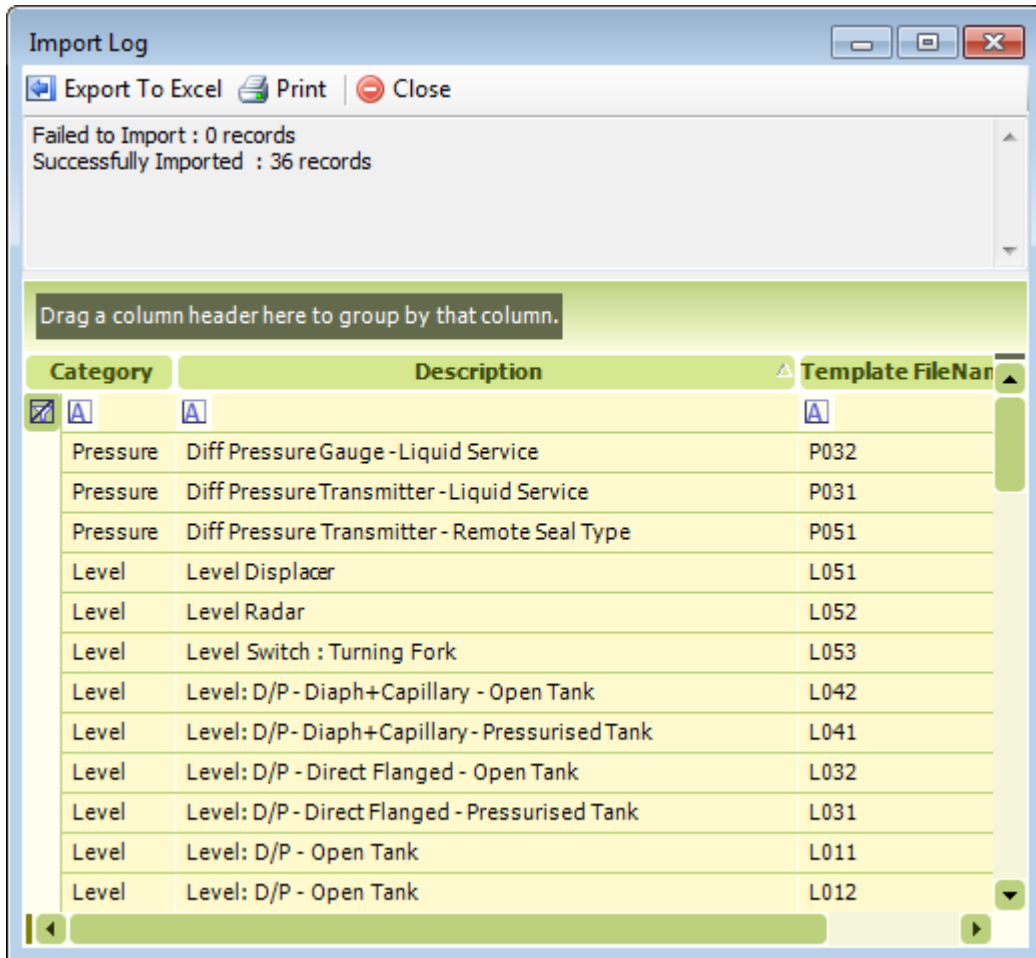 Import Log
Export To Excel Print Close
Failed to Import : 0 records
Successfully Imported : 36 records
Drag a column header here to group by that column.
Category Description Template FileNam
A A A
Pressure Diff Pressure Gauge - Liquid Service P032
Pressure Diff Pressure Transmitter - Liquid Service P031
Pressure Diff Pressure Transmitter - Remote Seal Type P051
Level Level Displacer L051
Level Level Radar L052
Level Level Switch : Turning Fork L053
Level Level: D/P - Diaph+Capillary - Open Tank L042
Level Level: D/P- Diaph+Capillary - Pressurised Tank L041
Level Level: D/P - Direct Flanged - Open Tank L032
Level Level: D/P - Direct Flanged - Pressurised Tank L031
Level Level: D/P - Open Tank L011
Level Level: D/P - Open Tank L012